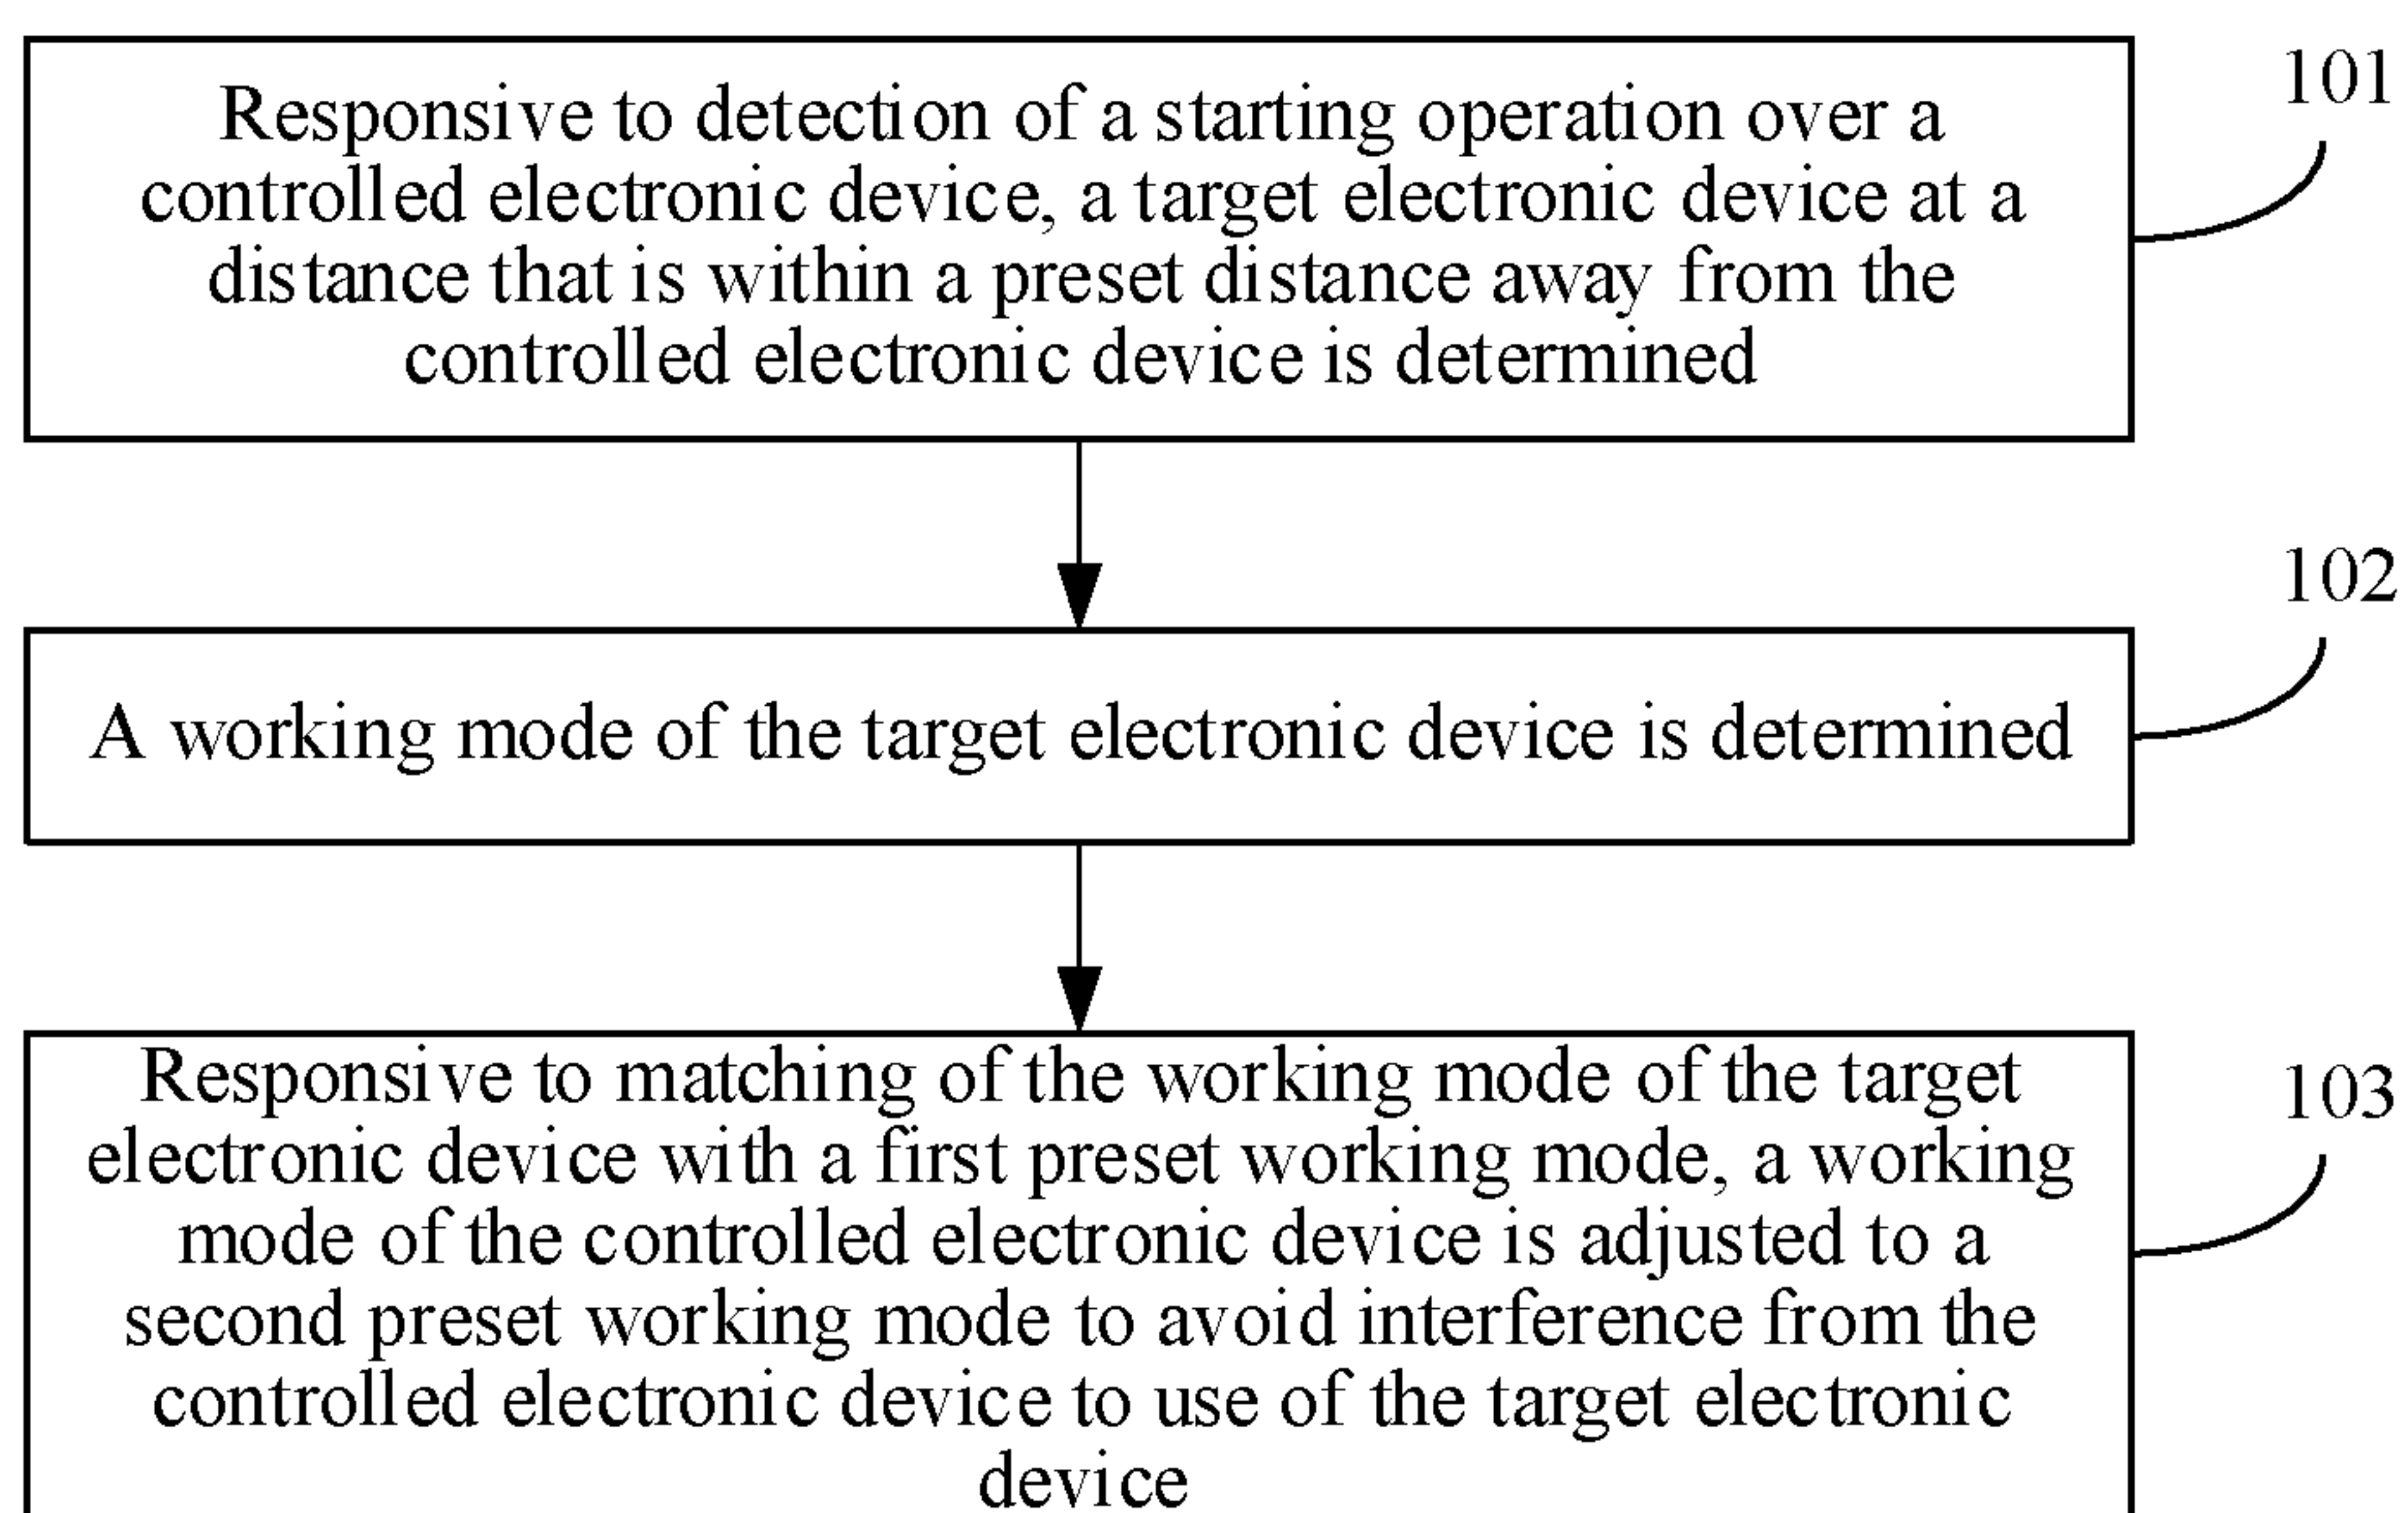 Responsive to detection of a starting operation over a
controlled electronic device, a target electronic device at a
distance that is within a preset distance away from the
controlled electronic device is determined
101
A working mode of the target electronic device is determined
102
Responsive to matching of the working mode of the target
electronic device with a first preset working mode, a working
mode of the controlled electronic device is adjusted to a
second preset working mode to avoid interference from the
controlled electronic device to use of the target electronic
device
103